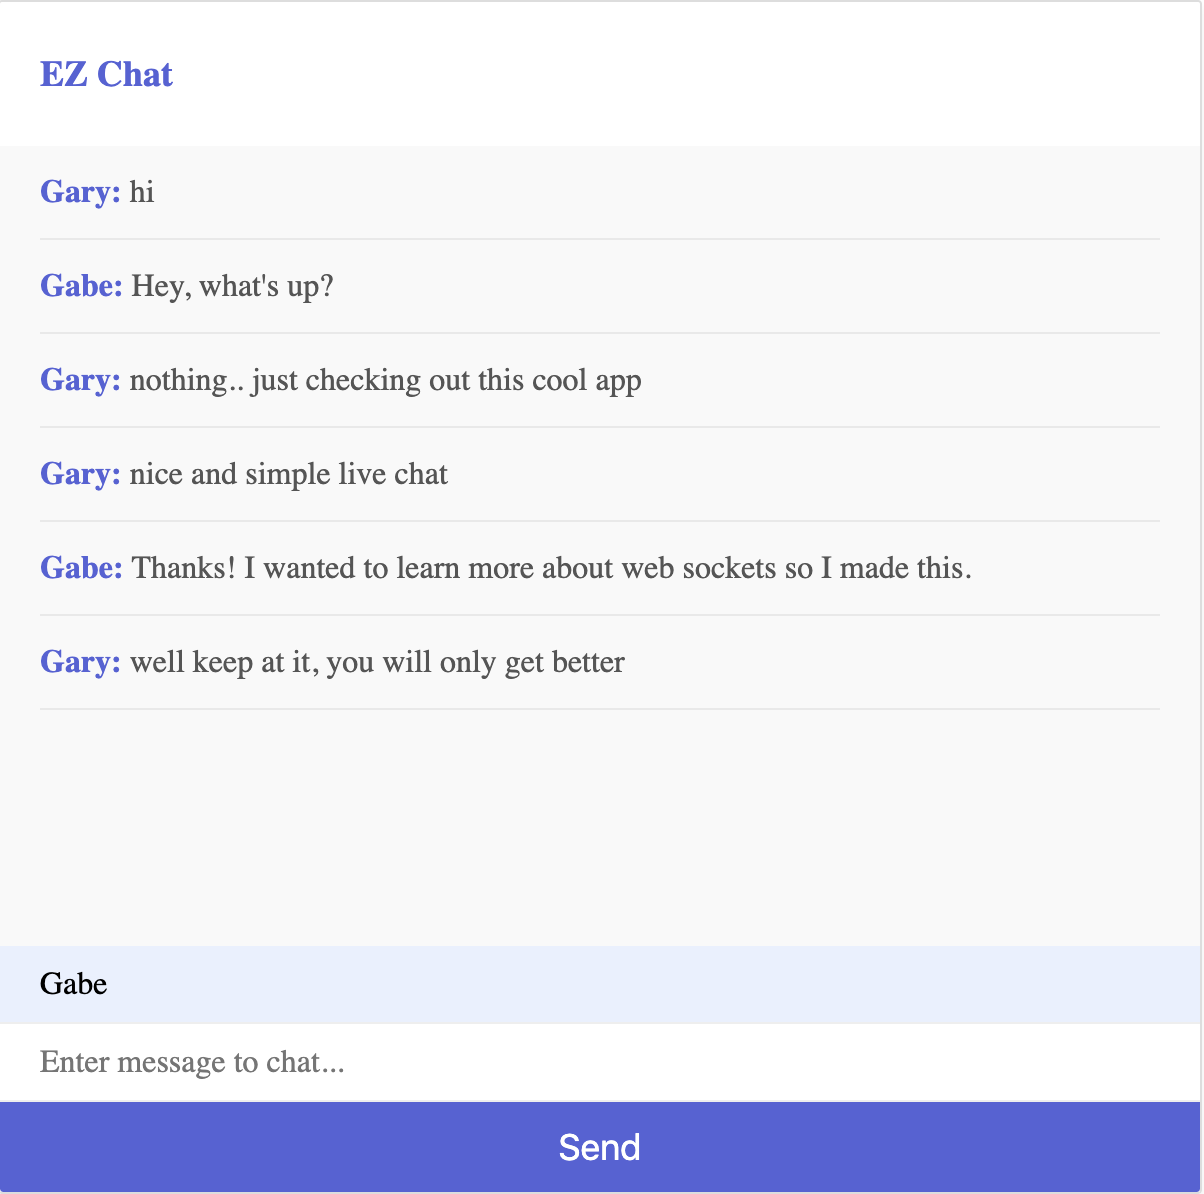 EZ Chat
Gary: hi
Gabe: Hey, what's up?
Gary: nothing.. just checking out this cool app
Gary: nice and simple live chat
Gabe: Thanks! I wanted to learn more about web sockets so I made this.
Gary: well keep at it, you will only get better
Gabe
Enter message to chat...
Send